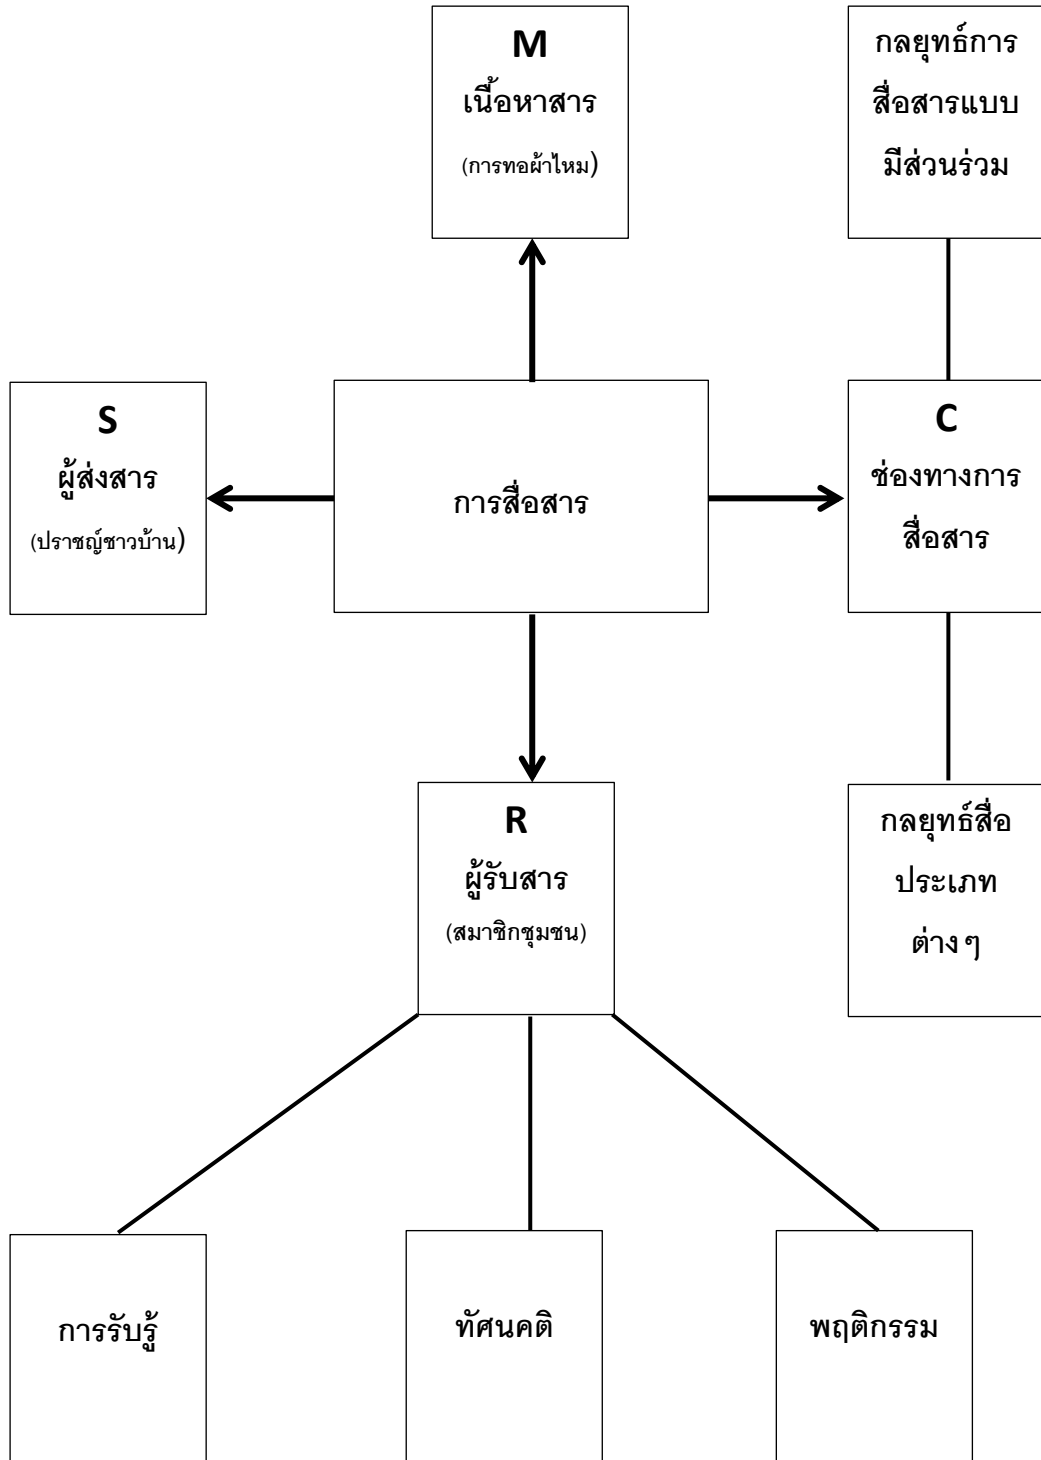 M
เนื้อหาสาร
(การทอผ้าไหม)
กลยุทธ์การ
สื่อสารแบบ
มีส่วนร่วม
S
ผู้ส่งสาร
(ปราชญ์ชาวบ้าน)
การสื่อสาร
C
ช่องทางการ
สื่อสาร
R
ผู้รับสาร
(สมาชิกชุมชน)
กลยุทธ์สื่อ
ประเภท
ต่าง ๆ
การรับรู้
ทัศนคติ
พฤติกรรม